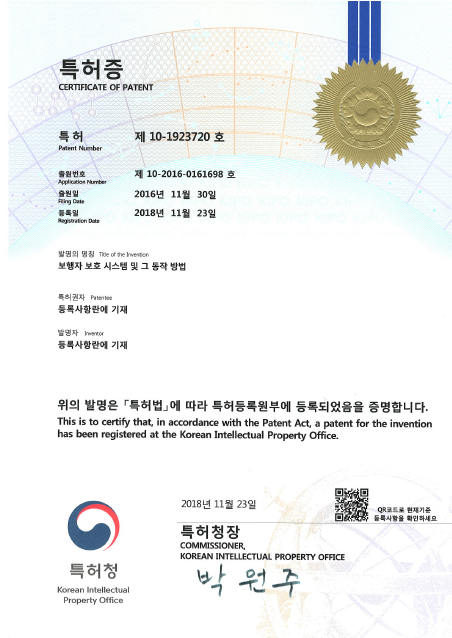 특허증
CERTIFICATE OF PATENT
특허 제 10-1923720 호
Patent Number
출원번호 제 10-2016-0161698 호
Application Number
출원일 2016년 11월 30일
Filing Date
등록일 2018년 11월 23일
Registration Date
발명의 명칭 Title of the Invention
보행자 보호 시스템 및 그 동작 방법
특허권자 Patentee
등록사항란에 기재
발명자 Inventor
등록사항란에 기재
위의 발명은 「특허법」에 따라 특허등록원부에 등록되었음을 증명합니다.
This is to certify that, in accordance with the Patent Act, a patent for the invention
has been registered at the Korean Intellectual Property Office.
2018년 11월 23일
QR코드로 현재기준
등록사항을 확인하세요
특허청장
COMMISSIONER,
KOREAN INTELLECTUAL PROPERTY OFFICE
박원주
특허청
Korean Intellectual
Property Office